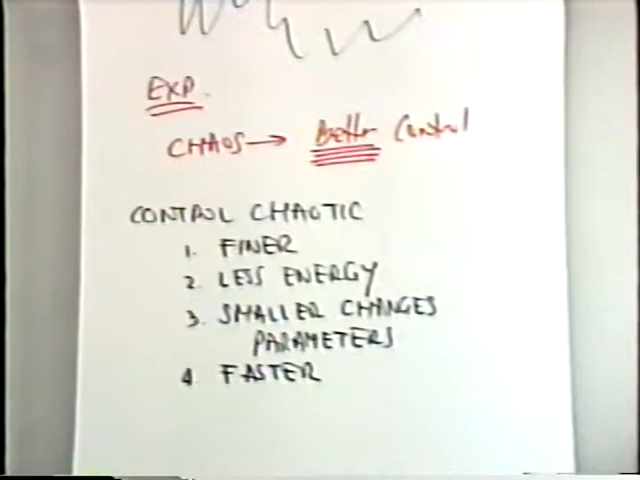 EXP.
CHAOS → Better Control
CONTROL CHAOTIC
1. FINER
2. LESS ENERGY
3. SMALLER CHANGES
PARAMETERS
4 FASTER